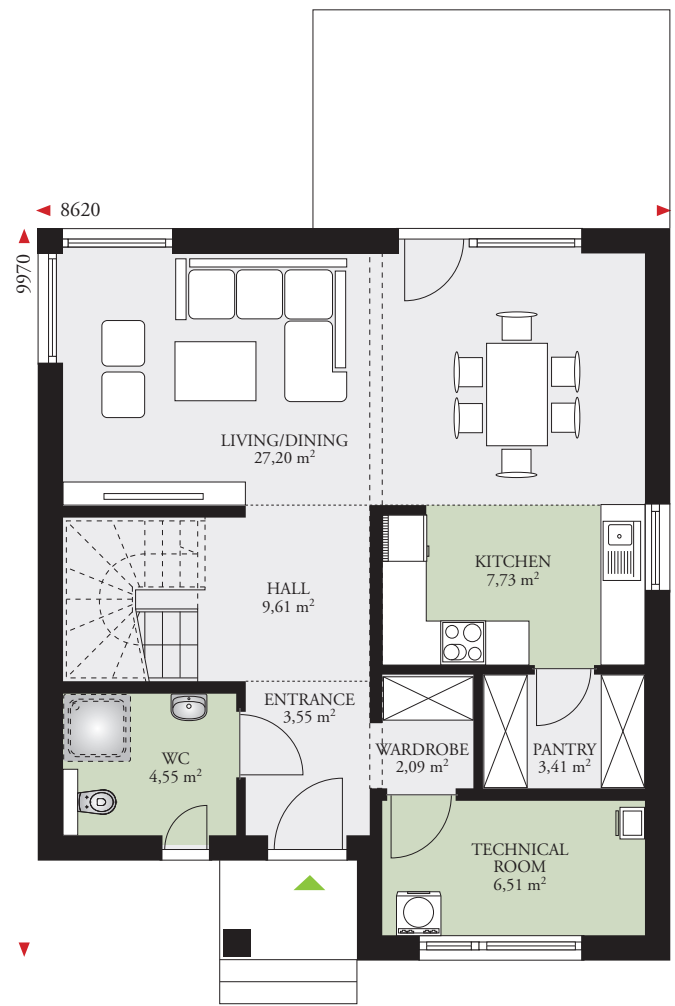 8620
9970
LIVING/DINING
27,20 m²
KITCHEN
7,73 m²
HALL
9,61 m²
ENTRANCE
3,55 m²
WC
4,55 m²
WARDROBE
2,09 m²
PANTRY
3,41 m²
TECHNICAL
ROOM
6,51 m²